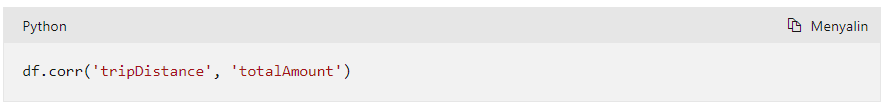 Python
Menyalin
df.corr('tripDistance', 'totalAmount')